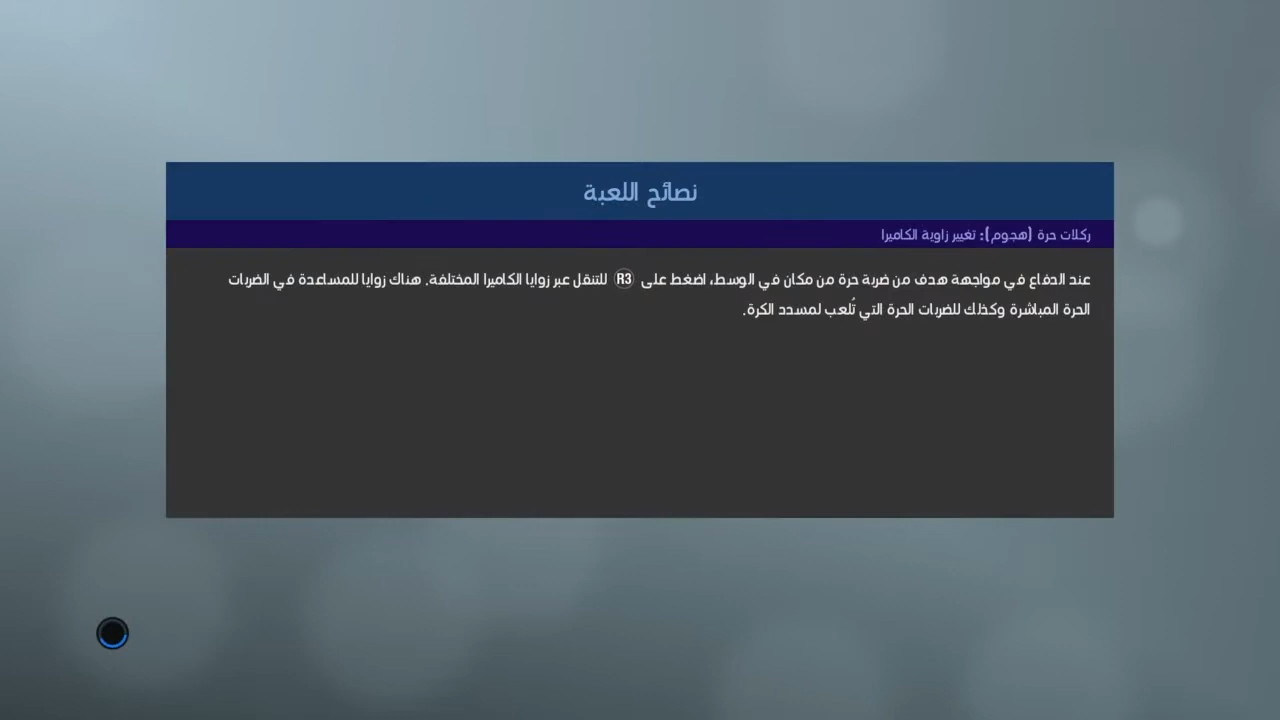 نصائح اللعبة
ركلات حرة (هجوم): تغيير زاوية الكاميرا
عند الدفاع في مواجهة هدف من ضربة حرة من مكان في الوسط، اضغط على R3 للتنقل عبر زوايا الكاميرا المختلفة. هناك زوايا للمساعدة في الضربات
الحرة المباشرة وكذلك للضربات الحرة التي تُلعب لمسدد الكرة.